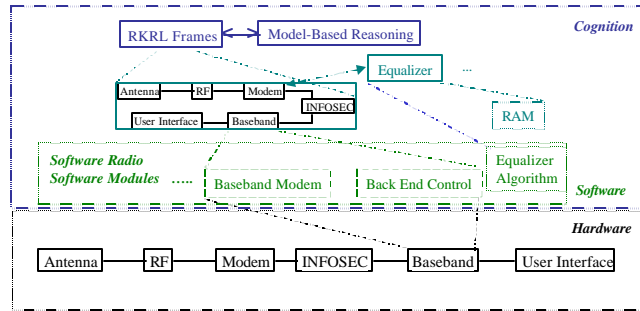 Cognition
RKRL Frames
Model-Based Reasoning
Equalizer
...
Antenna
RF
Modem
INFOSEC
User Interface
Baseband
RAM
Software Radio
Software Modules .....
Baseband Modem
Back End Control
Equalizer
Algorithm
Software
Hardware
Antenna
RF
Modem
INFOSEC
Baseband
User Interface